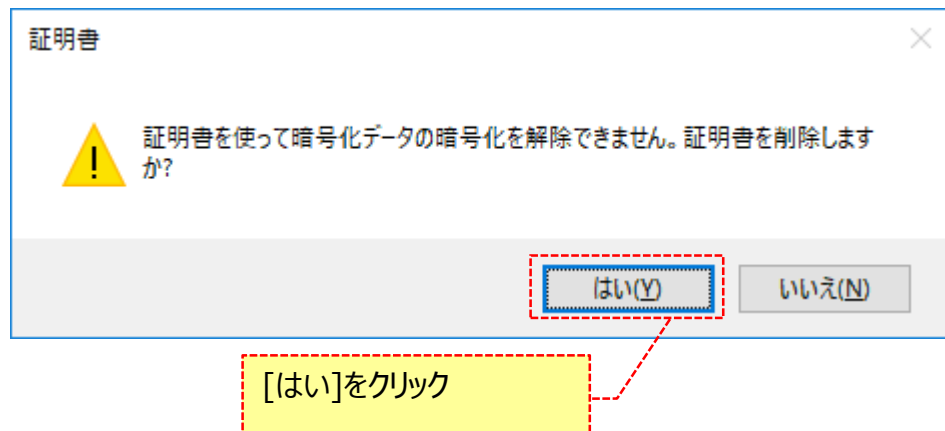 証明書
証明書を使って暗号化データの暗号化を解除できません。証明書を削除します
か?
はい(Y)
いいえ(N)
[はい]をクリック